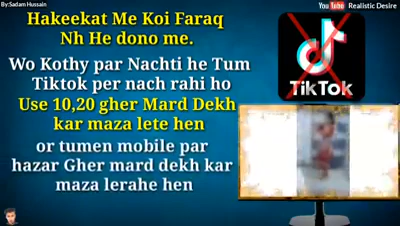 By:Sadam Hussain
You Tube Realistic Desire
Hakeekat Me Koi Faraq
Nh He dono me.
Wo Kothy par Nachti he Tum
Tiktok per nach rahi ho
Use 10,20 gher Mard Dekh
kar maza lete hen
or tumen mobile par
hazar Gher mard dekh kar
maza lerahe hen
TikTok